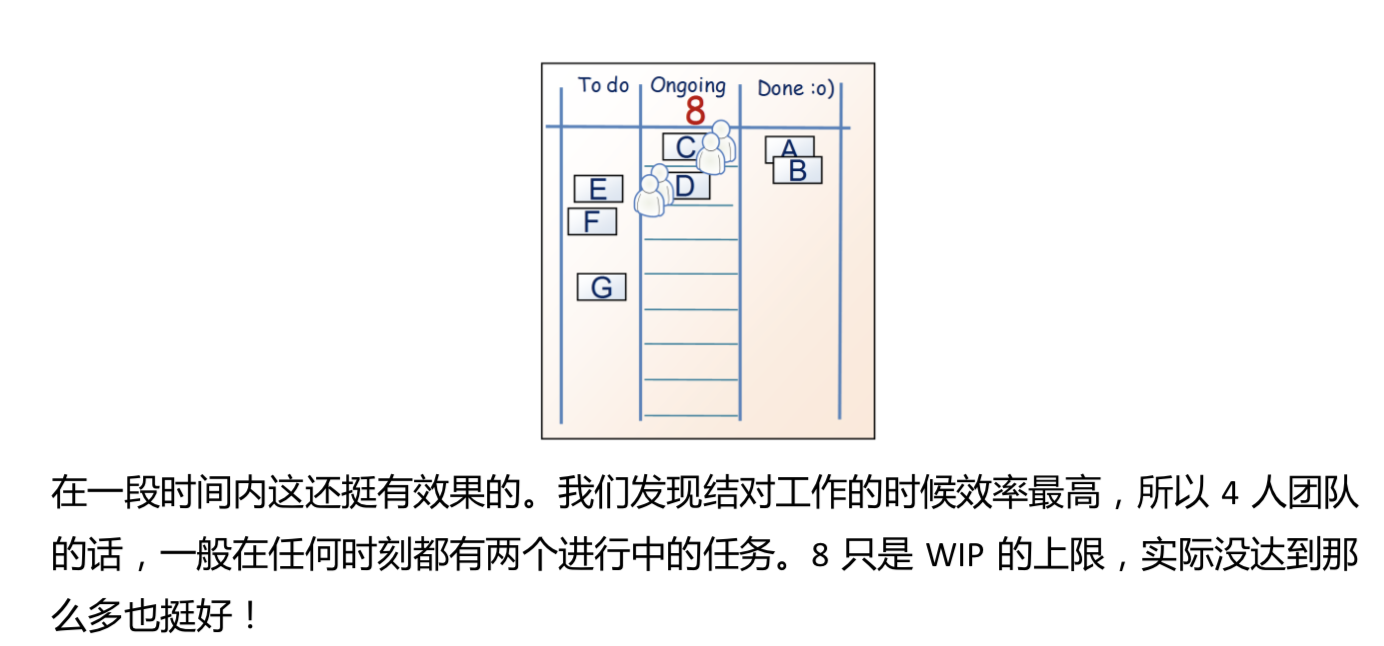 To do Ongoing Done :o)
8
C
A
B
D
E
F
G
在一段时间内这还挺有效果的。我们发现结对工作的时候效率最高，所以 4 人团队
的话，一般在任何时刻都有两个进行中的任务。8 只是 WIP 的上限，实际没达到那
么多也挺好！